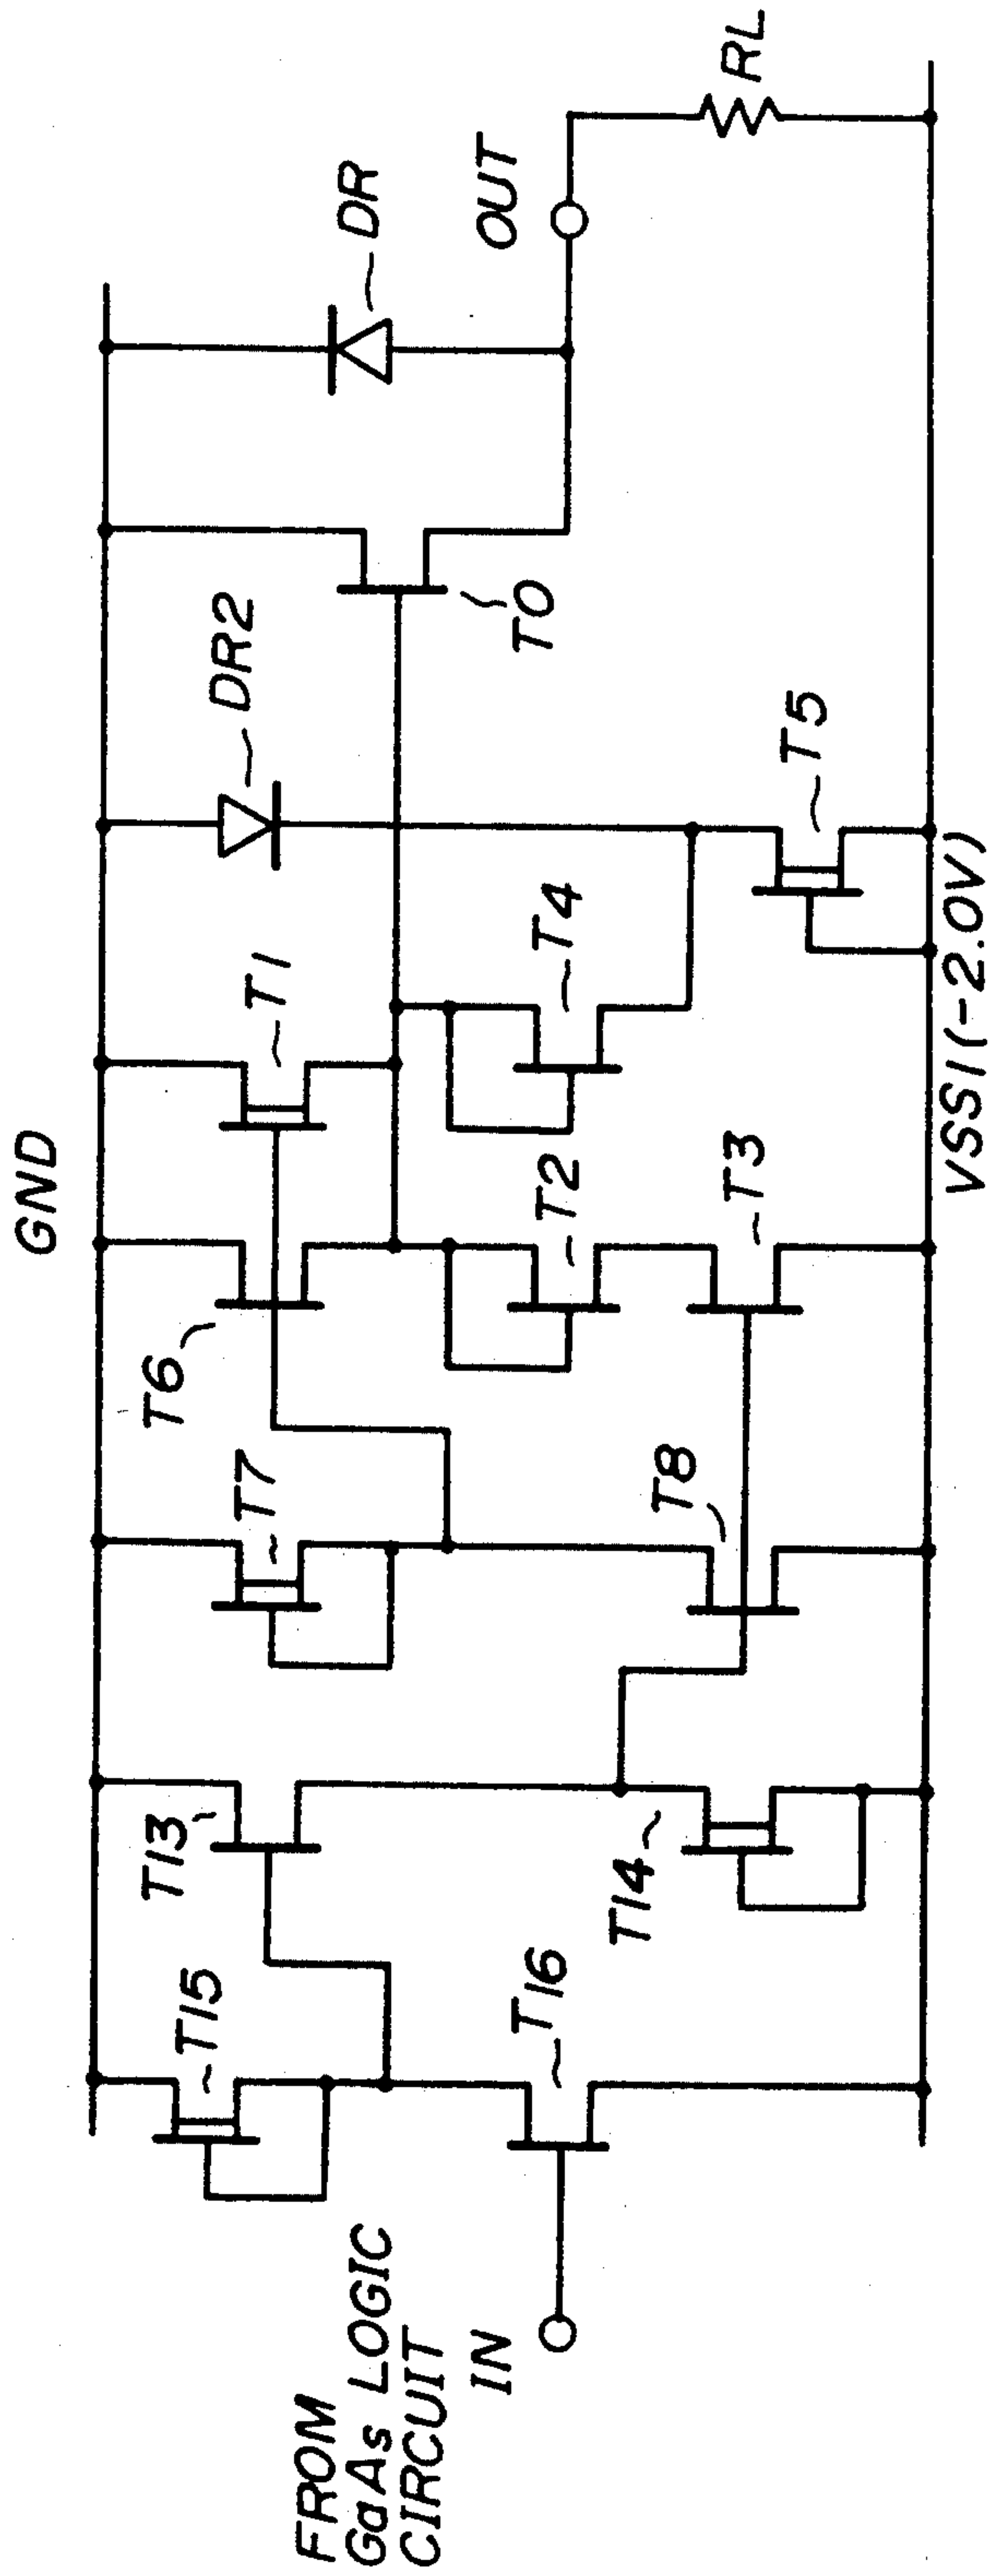 GND
FROM
GaAs LOGIC
CIRCUIT
IN
T15
T16
T13
T14
T7
T8
T6
T1
T2
T3
T4
T5
DR2
TO
DR
OUT
RL
VSS1(-2.0V)